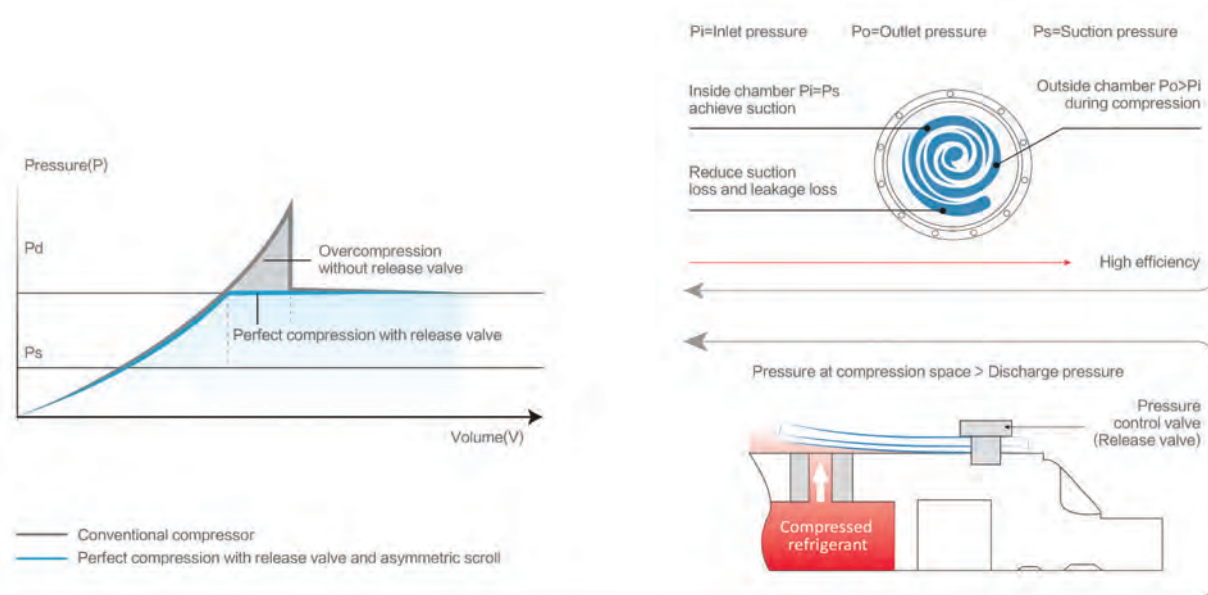 Pressure(P)
Pd
Overcompression
without release valve
Perfect compression with release valve
Ps
Volume(V)
Conventional compressor
Perfect compression with release valve and asymmetric scroll
Pi=Inlet pressure
Po=Outlet pressure
Ps=Suction pressure
Inside chamber Pi=Ps
achieve suction
Outside chamber Po>Pi
during compression
Reduce suction
loss and leakage loss
High efficiency
Pressure at compression space > Discharge pressure
Pressure
control valve
(Release valve)
Compressed
refrigerant